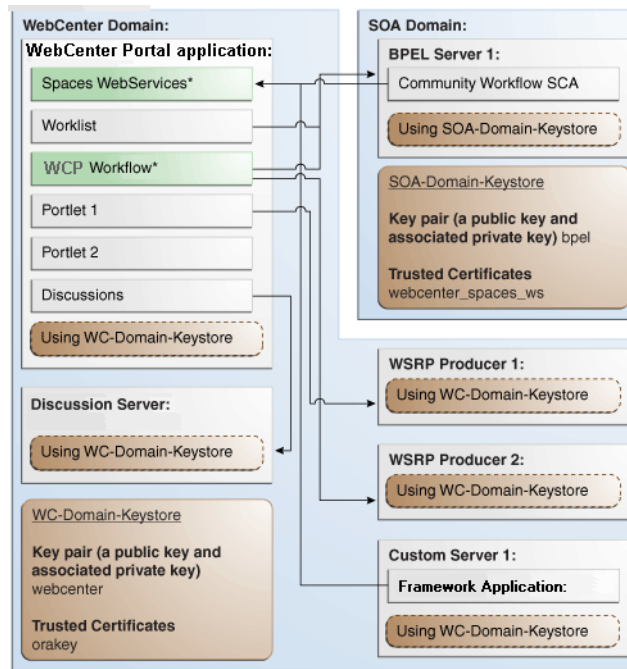 WebCenter Domain:
WebCenter Portal application:
Spaces WebServices*
Worklist
WCP Workflow*
Portlet 1
Portlet 2
Discussions
Using WC-Domain-Keystore
Discussion Server:
Using WC-Domain-Keystore
WC-Domain-Keystore
Key pair (a public key and
associated private key)
webcenter
Trusted Certificates
orakey
SOA Domain:
BPEL Server 1:
Community Workflow SCA
Using SOA-Domain-Keystore
SOA-Domain-Keystore
Key pair (a public key and
associated private key) bpel
Trusted Certificates
webcenter_spaces_ws
WSRP Producer 1:
Using WC-Domain-Keystore
WSRP Producer 2:
Using WC-Domain-Keystore
Custom Server 1:
Framework Application:
Using WC-Domain-Keystore